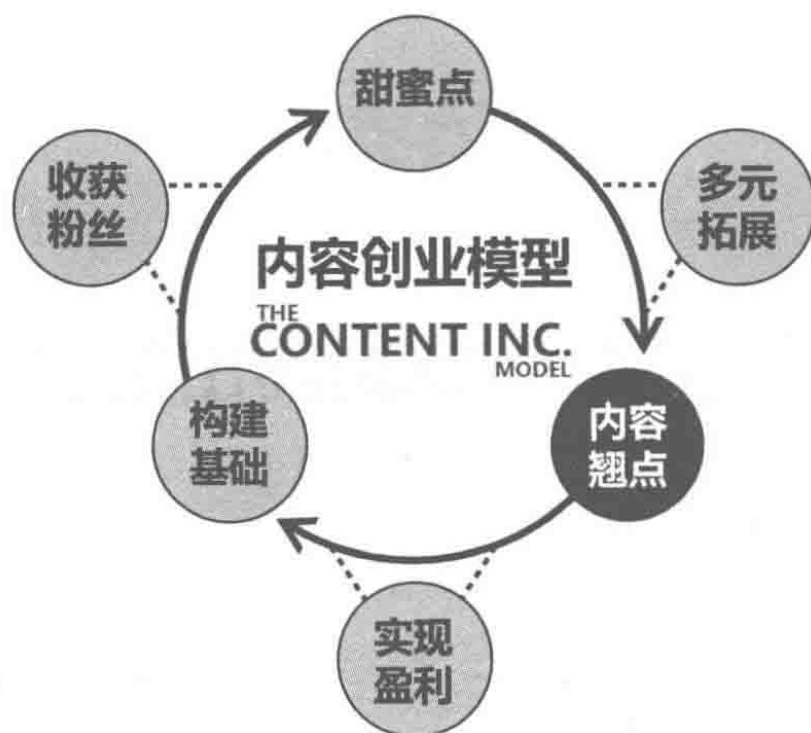 甜蜜点
收获
粉丝
多元
拓展
内容创业模型
THE
CONTENT INC.
MODEL
构建
基础
内容
翘点
实现
盈利